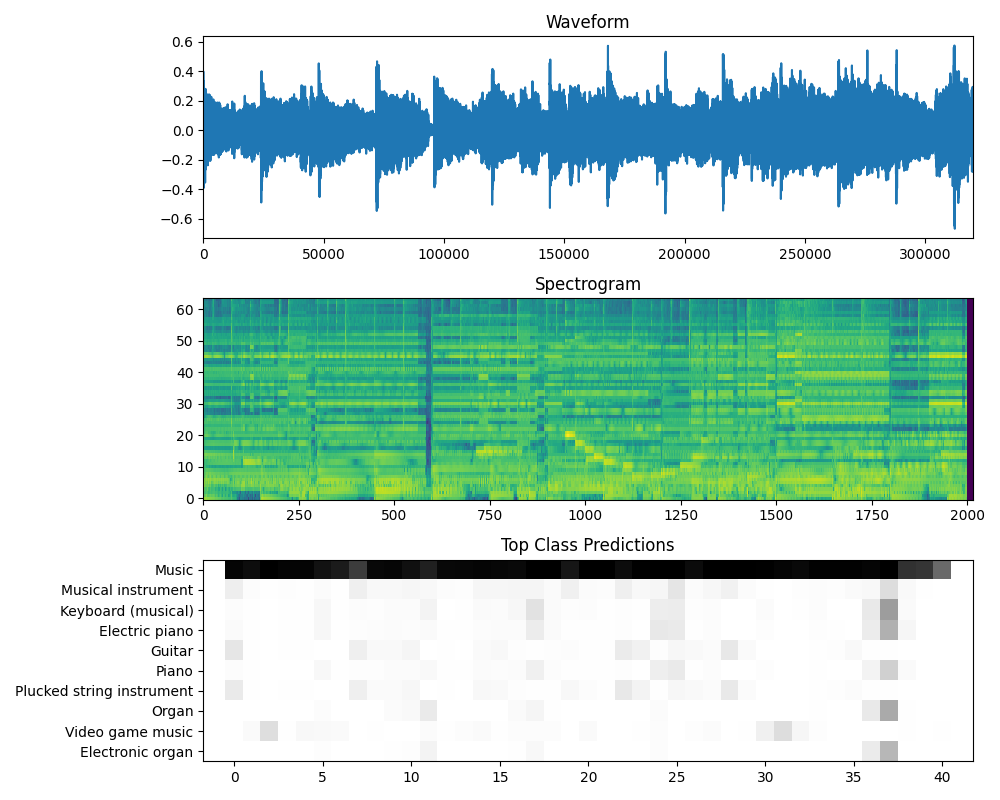 Waveform
0.6
0.4
0.2
0.0
−0.2
−0.4
−0.6
0 50000 100000 150000 200000 250000 300000
Spectrogram
60
50
40
30
20
10
0
0 250 500 750 1000 1250 1500 1750 2000
Top Class Predictions
Music
Musical instrument
Keyboard (musical)
Electric piano
Guitar
Piano
Plucked string instrument
Organ
Video game music
Electronic organ
0 5 10 15 20 25 30 35 40